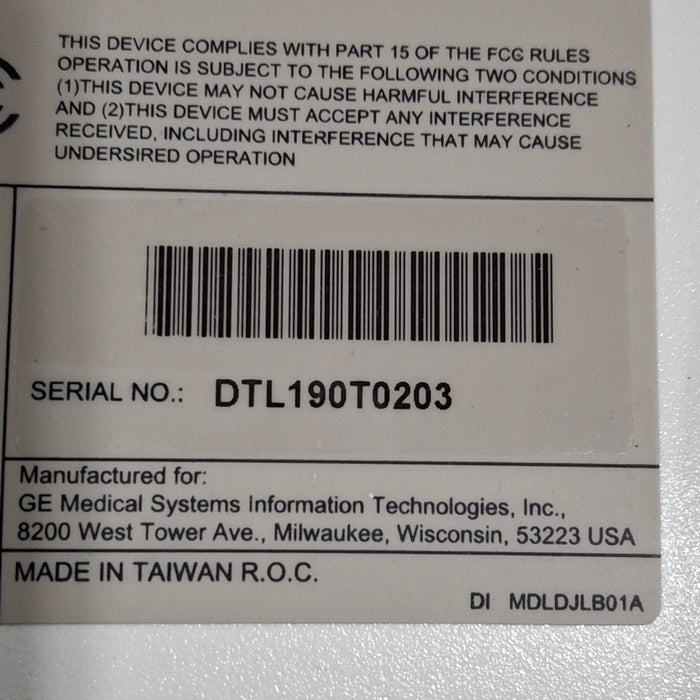 THIS DEVICE COMPLIES WITH PART 15 OF THE FCC RULES
OPERATION IS SUBJECT TO THE FOLLOWING TWO CONDITIONS
(1)THIS DEVICE MAY NOT CAUSE HARMFUL INTERFERENCE
AND (2)THIS DEVICE MUST ACCEPT ANY INTERFERENCE
RECEIVED, INCLUDING INTERFERENCE THAT MAY CAUSE
UNDERSIRED OPERATION
SERIAL NO.: DTL190T0203
Manufactured for:
GE Medical Systems Information Technologies, Inc.,
8200 West Tower Ave., Milwaukee, Wisconsin, 53223 USA
MADE IN TAIWAN R.O.C.
DI MDLDJLB01A